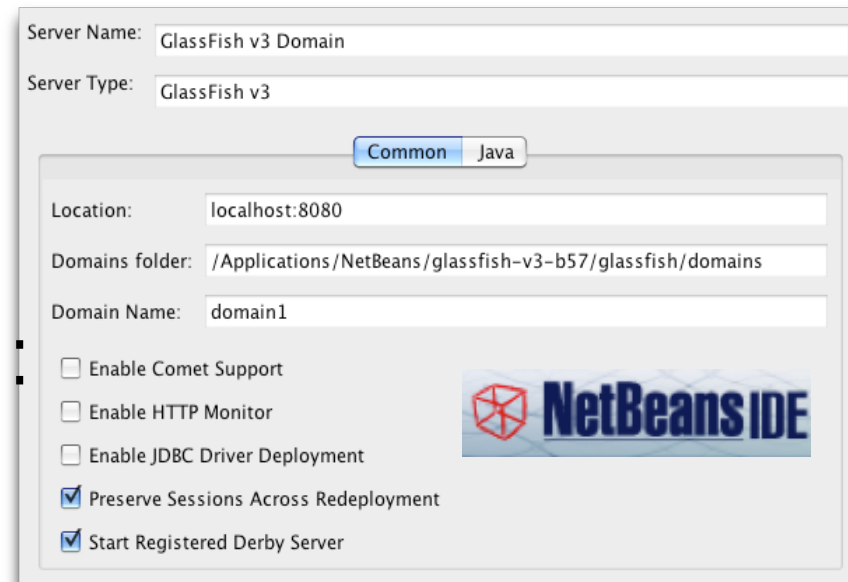 Server Name: GlassFish v3 Domain
Server Type: GlassFish v3
Common Java
Location: localhost:8080
Domains folder: /Applications/NetBeans/glassfish-v3-b57/glassfish/domains
Domain Name: domain1
Enable Comet Support
Enable HTTP Monitor
Enable JDBC Driver Deployment
Preserve Sessions Across Redeployment
Start Registered Derby Server
NetBeans IDE